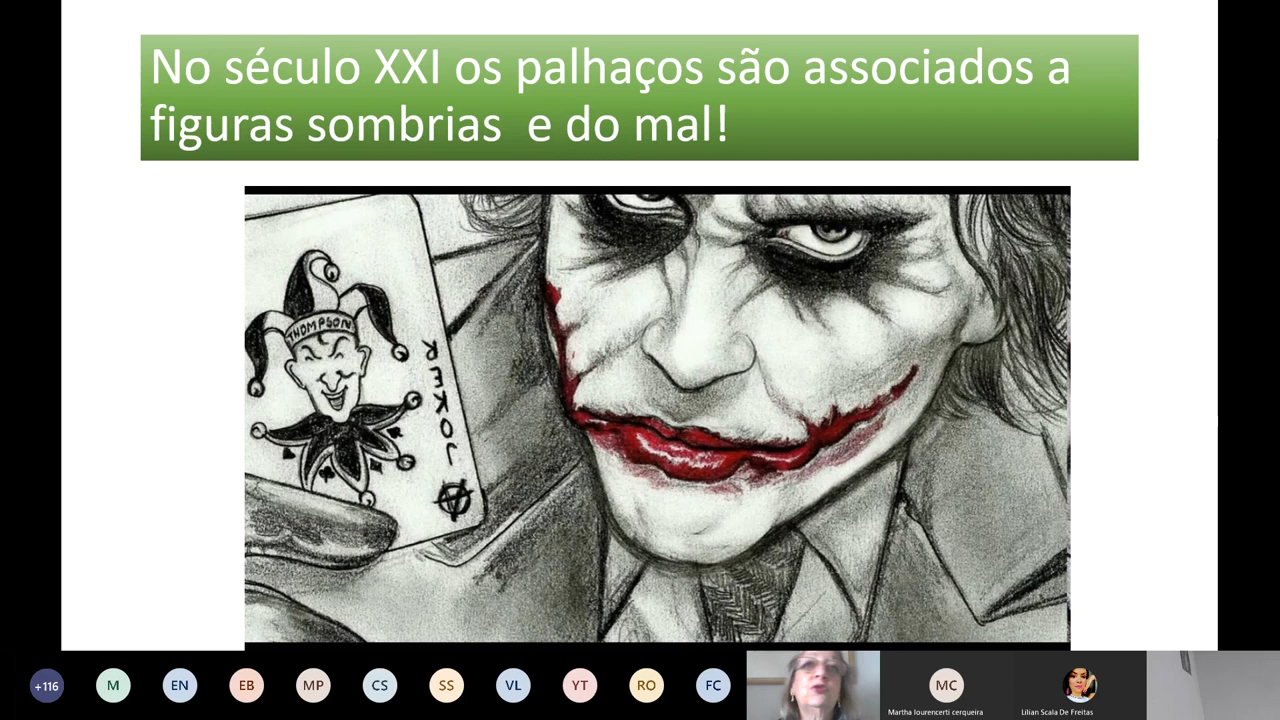 No século XXI os palhaços são associados a
figuras sombrias  e do mal!
THOMPSON
JOKER
+116
M
EN
EB
MP
CS
SS
VL
YT
RO
FC
MC
Martha lourencerti cerqueira
Lilian Scala De Freitas